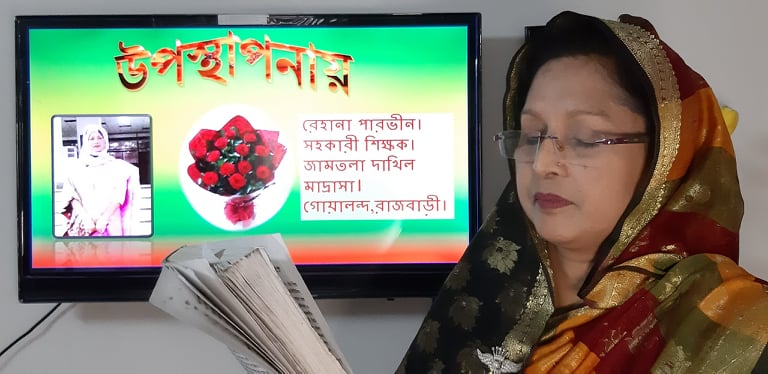 উপস্থাপনায়
রেহানা পারভীন।
সহকারী শিক্ষক।
জামতলা দাখিল
মাদ্রাসা।
গোয়ালন্দ,রাজবাড়ী।